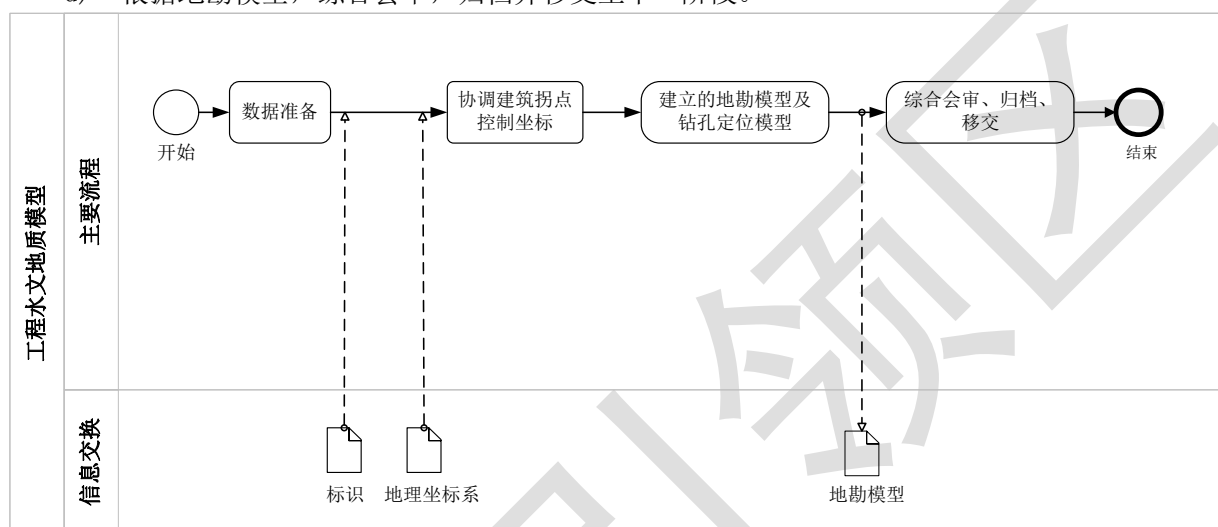 工程水文地质模型
主要流程
开始
数据准备
协调建筑拐点
控制坐标
建立的地勘模型及
钻孔定位模型
综合会审、归档、
移交
结束
信息交换
标识
地理坐标系
地勘模型